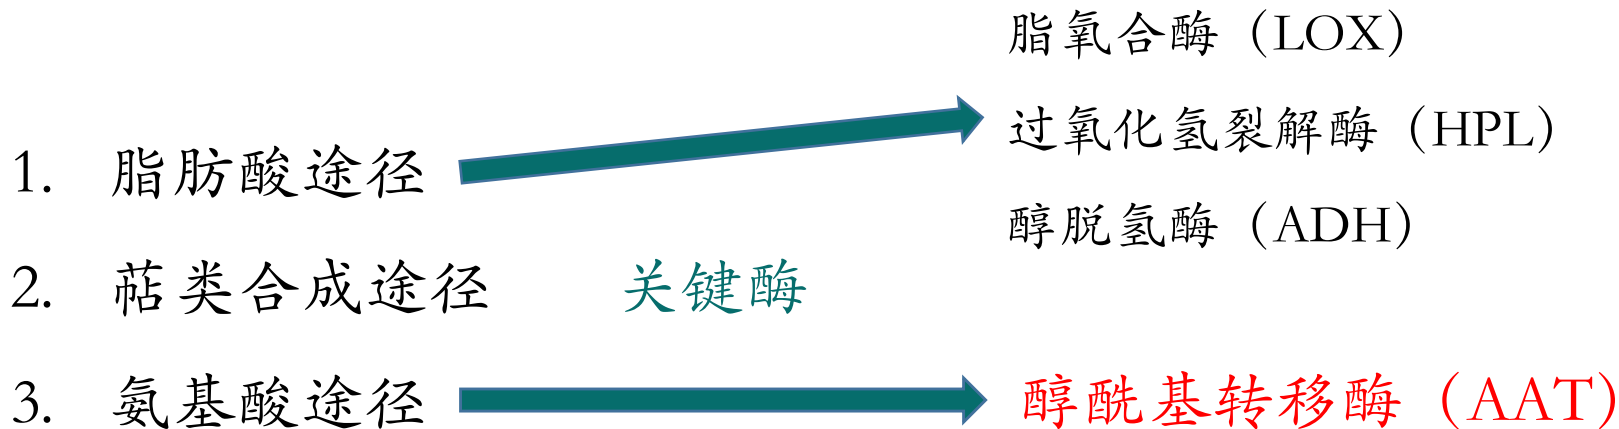 脂氧合酶（LOX）
过氧化氢裂解酶（HPL）
1. 脂肪酸途径
醇脱氢酶（ADH）
2. 萜类合成途径 关键酶
3. 氨基酸途径 醇酰基转移酶（AAT）